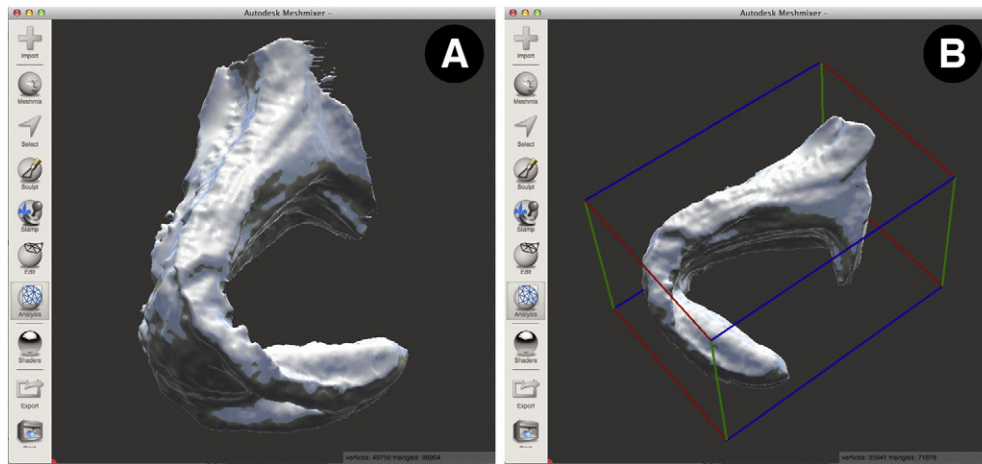 Autodesk Meshmixer -
A
Import
Meshmix
Select
Sculpt
Stamp
Edit
Analysis
Shaders
Export
vertices: 49750 triangles: 98964
Autodesk Meshmixer -
B
Import
Meshmix
Select
Sculpt
Stamp
Edit
Analysis
Shaders
Export
vertices: 35941 triangles: 71878